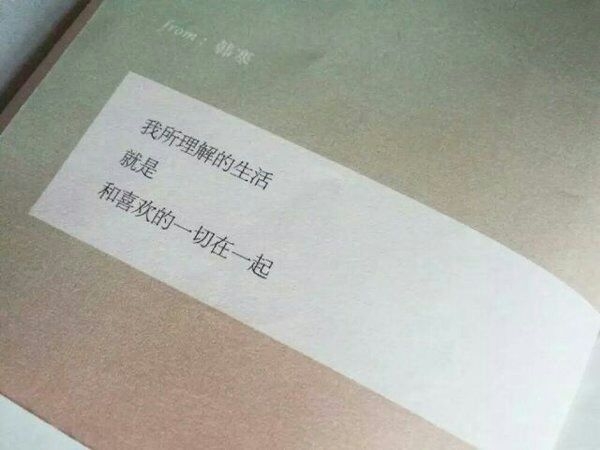 from: 韩寒
我所理解的生活
就是
和喜欢的一切在一起